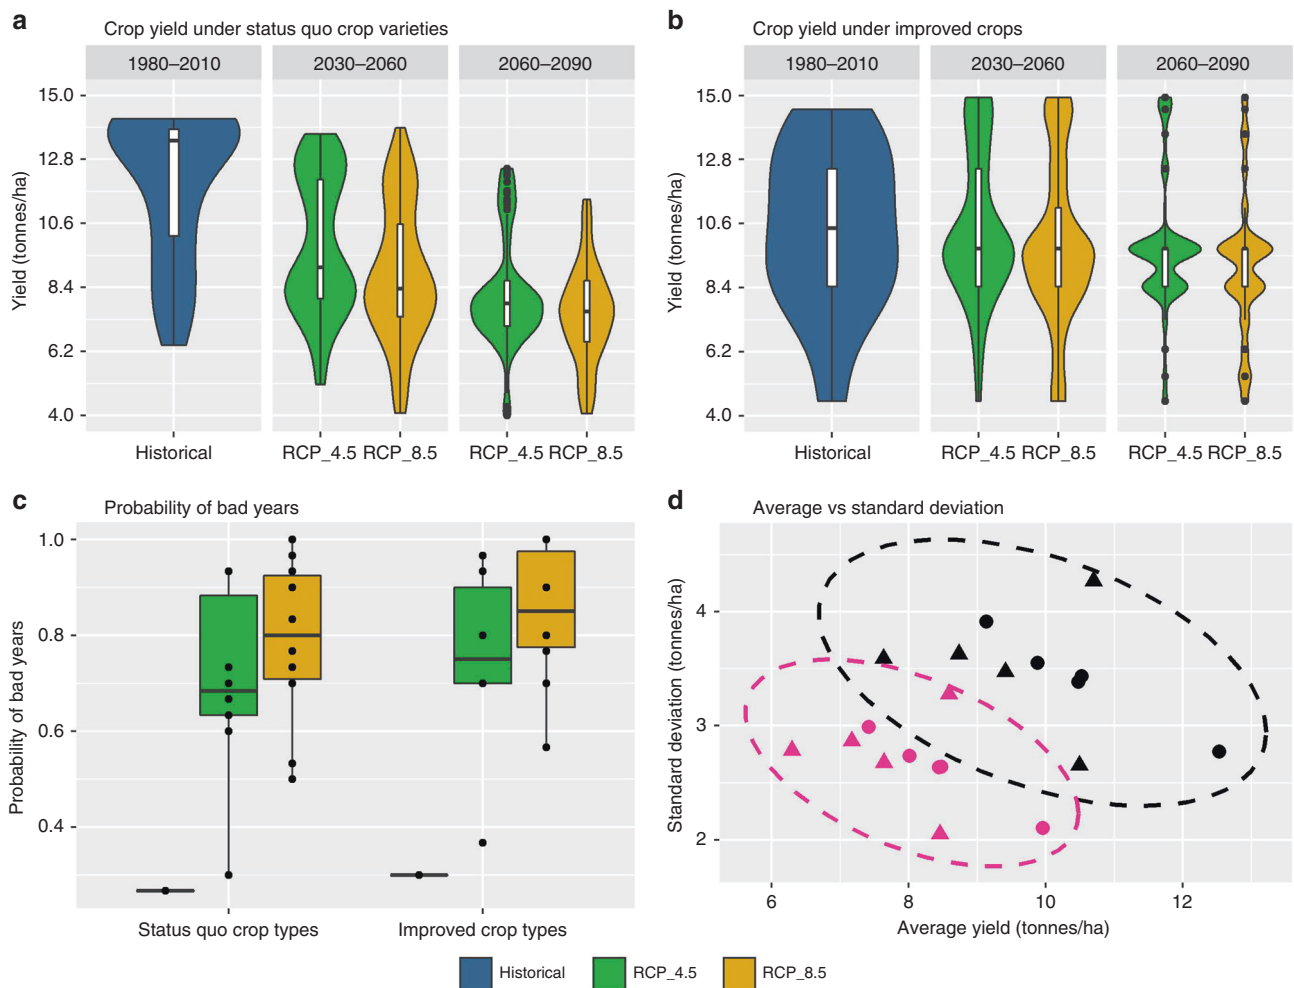 a
Crop yield under status quo crop varieties
1980–2010
2030–2060
2060–2090
Yield (tonnes/ha)
15.0
12.8
10.6
8.4
6.2
4.0
Historical
RCP_4.5 RCP_8.5
RCP_4.5 RCP_8.5
b
Crop yield under improved crops
1980–2010
2030–2060
2060–2090
Yield (tonnes/ha)
15.0
12.8
10.6
8.4
6.2
4.0
Historical
RCP_4.5 RCP_8.5
RCP_4.5 RCP_8.5
c
Probability of bad years
Probability of bad years
1.0
0.8
0.6
0.4
Status quo crop types
Improved crop types
d
Average vs standard deviation
Standard deviation (tonnes/ha)
4
3
2
6
8
10
12
Average yield (tonnes/ha)
Historical
RCP_4.5
RCP_8.5